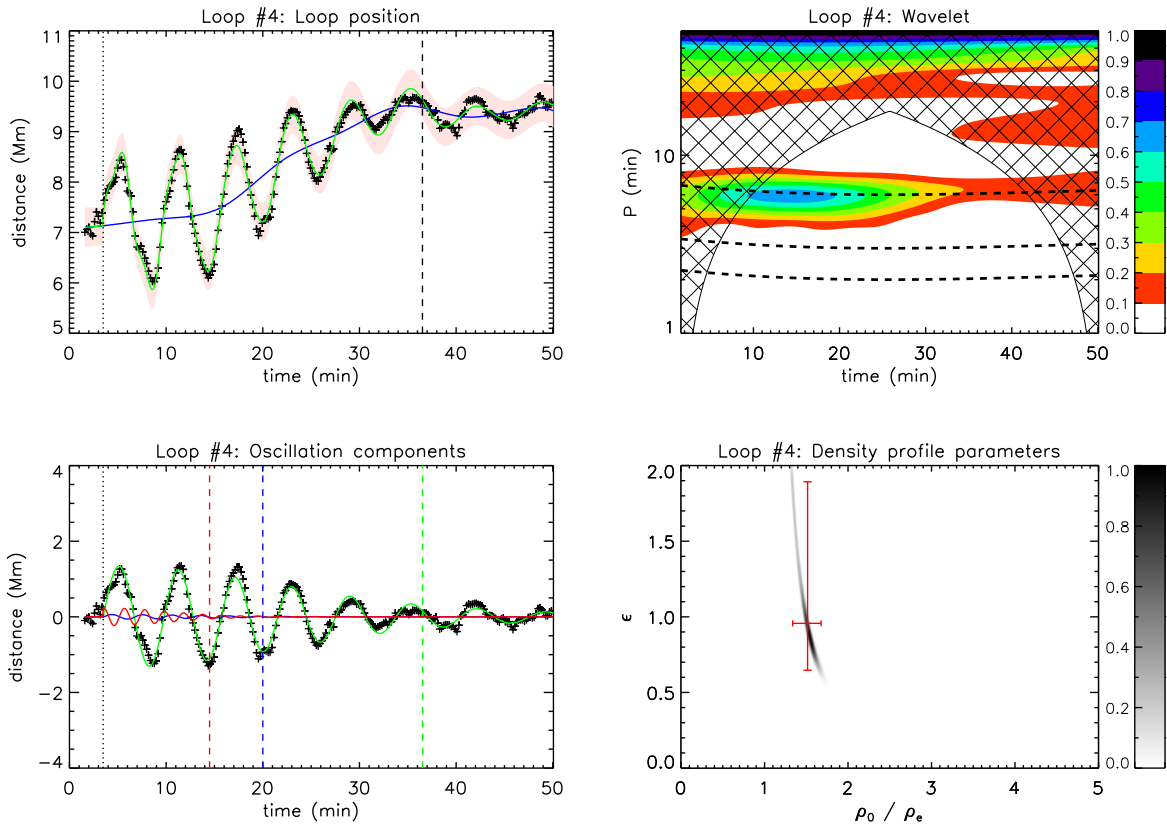 Loop #4: Loop position
11
10
9
8
7
6
5
distance (Mm)
0 10 20 30 40 50
time (min)
Loop #4: Wavelet
10
1
P (min)
0 10 20 30 40 50
time (min)
1.0
0.9
0.8
0.7
0.6
0.5
0.4
0.3
0.2
0.1
0.0
Loop #4: Oscillation components
4
2
0
−2
−4
distance (Mm)
0 10 20 30 40 50
time (min)
Loop #4: Density profile parameters
2.0
1.5
1.0
0.5
0.0
ϵ
0 1 2 3 4 5
ρ0 / ρe
1.0
0.8
0.6
0.4
0.2
0.0